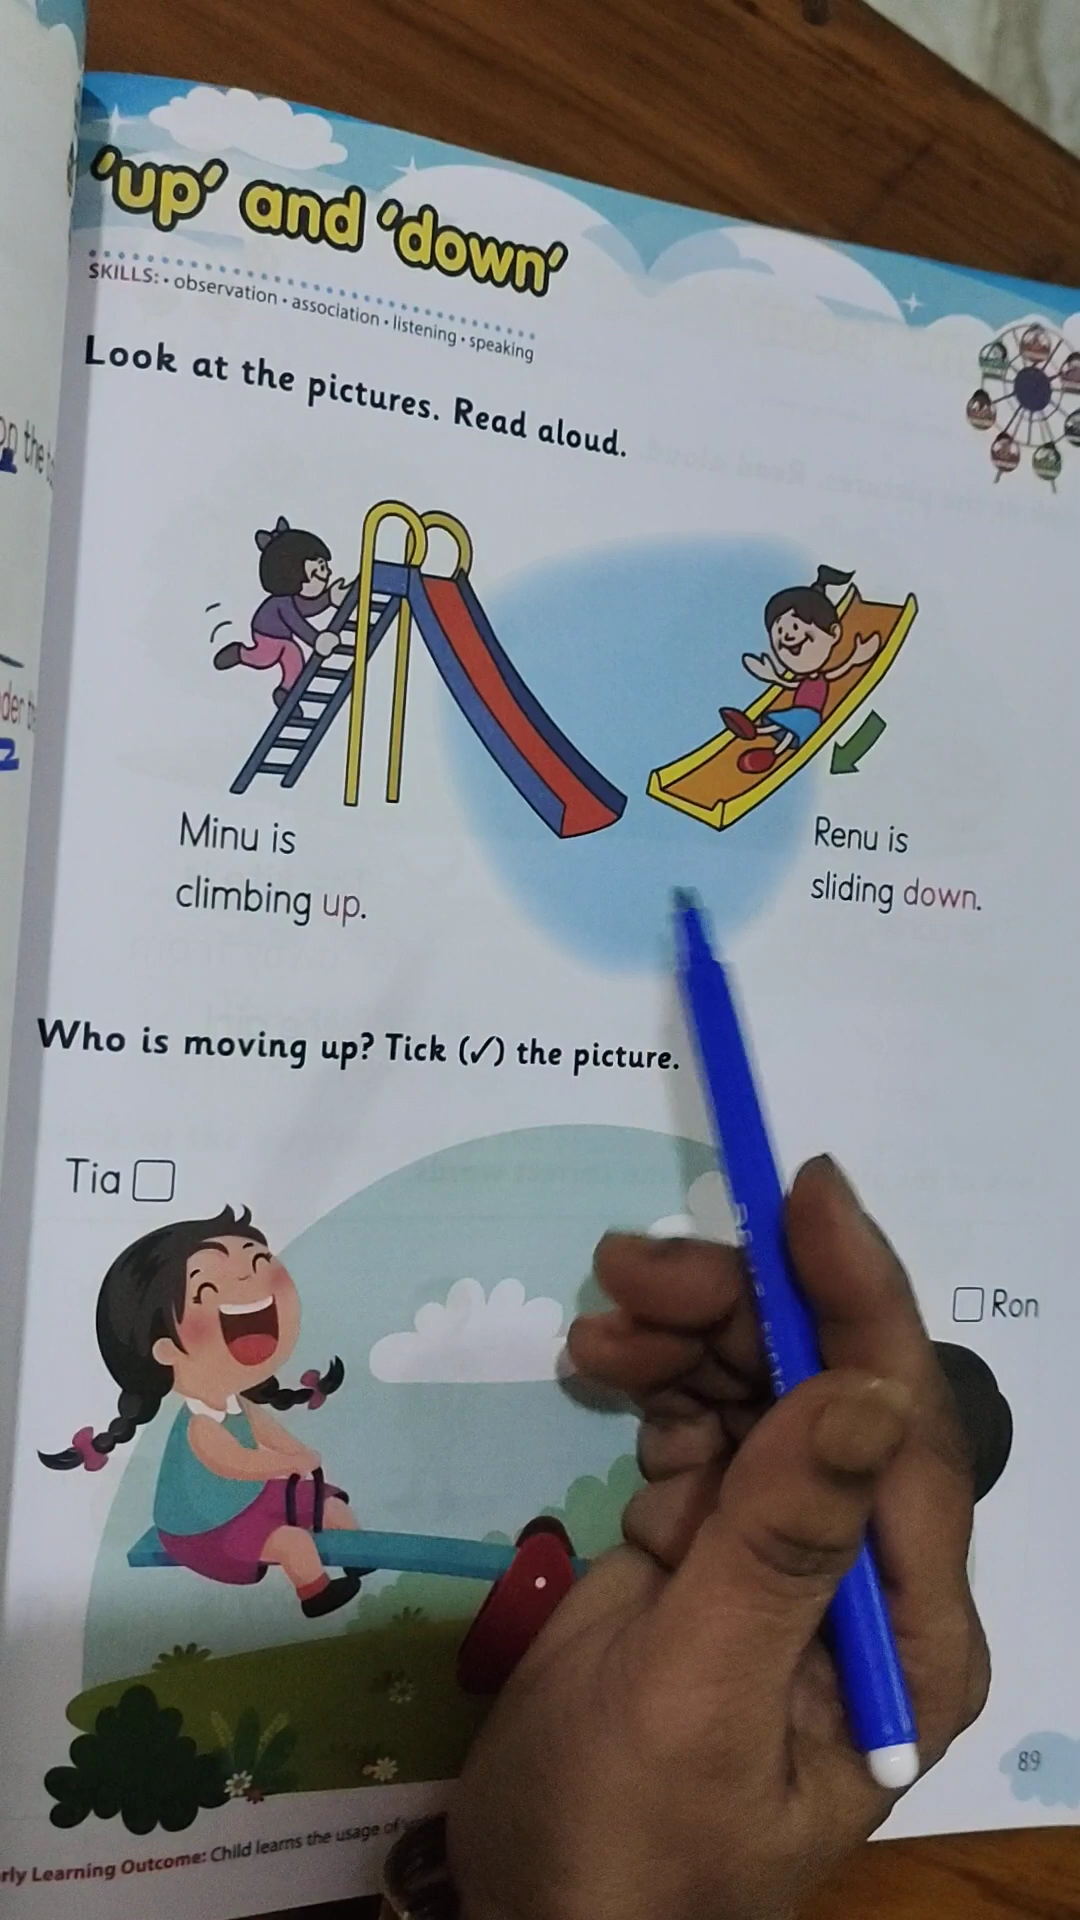 'up' and 'down'
SKILLS: • observation • association • listening • speaking
Look at the pictures. Read aloud.
on the
Minu is
climbing up.
Renu is
sliding down.
Who is moving up? Tick (✓) the picture.
Tia
Ron
89
rly Learning Outcome: Child learns the usage of